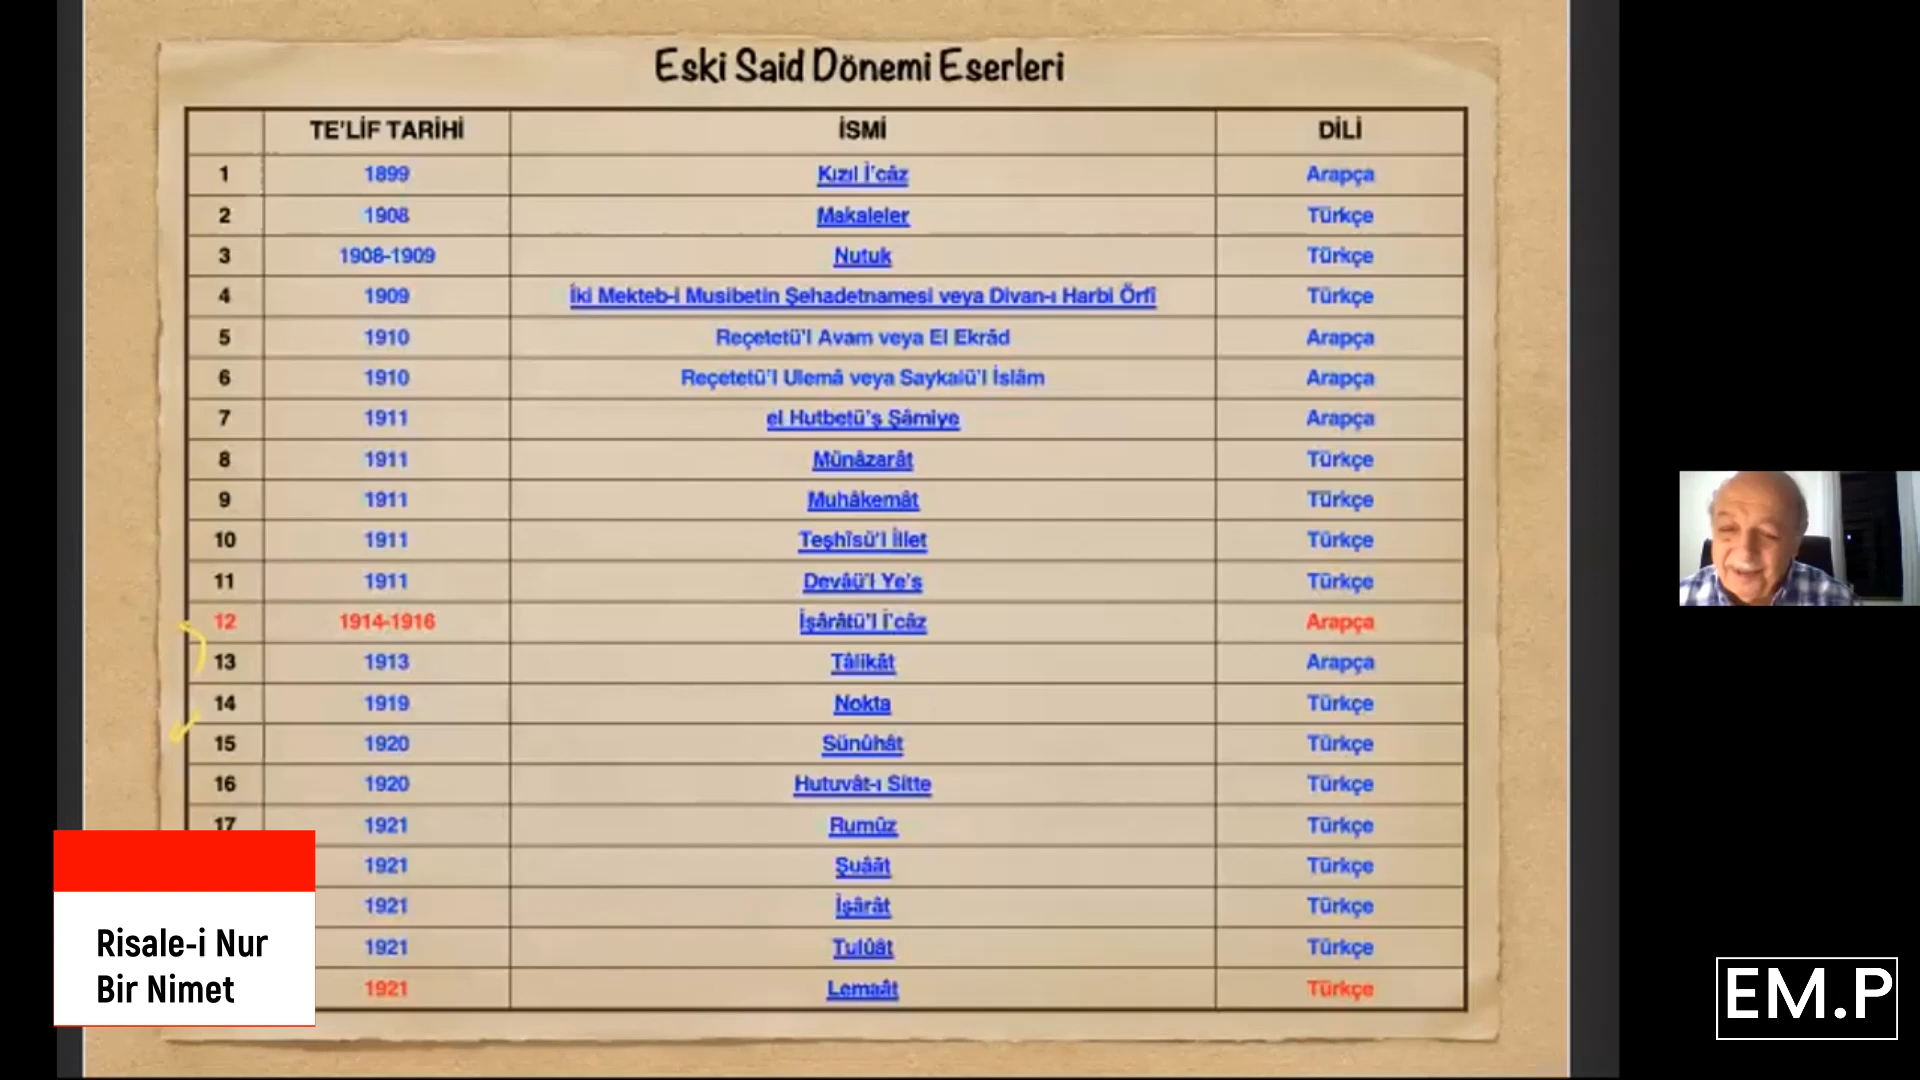 Eski Said Dönemi Eserleri
TE'LİF TARİHİ İSMİ DİLİ
1 1899 Kızıl İ'câz Arapça
2 1908 Makaleler Türkçe
3 1908-1909 Nutuk Türkçe
4 1909 İki Mekteb-i Musibetin Şehadetnamesi veya Divan-ı Harbi Örfî Türkçe
5 1910 Reçetetü'l Avam veya El Ekrâd Arapça
6 1910 Reçetetü'l Ulemâ veya Saykalü'l İslâm Arapça
7 1911 el Hutbetü'ş Şâmiye Arapça
8 1911 Münâzarât Türkçe
9 1911 Muhâkemât Türkçe
10 1911 Teşhîsü'l İllet Türkçe
11 1911 Devâü'l Ye's Türkçe
12 1914-1916 İşârâtü'l İ'câz Arapça
13 1913 Tâlikât Arapça
14 1919 Nokta Türkçe
15 1920 Sünûhât Türkçe
16 1920 Hutuvât-ı Sitte Türkçe
17 1921 Rumûz Türkçe
1921 Şuâât Türkçe
1921 İşârât Türkçe
1921 Tulûât Türkçe
1921 Lemaât Türkçe
Risale-i Nur
Bir Nimet
EM.P